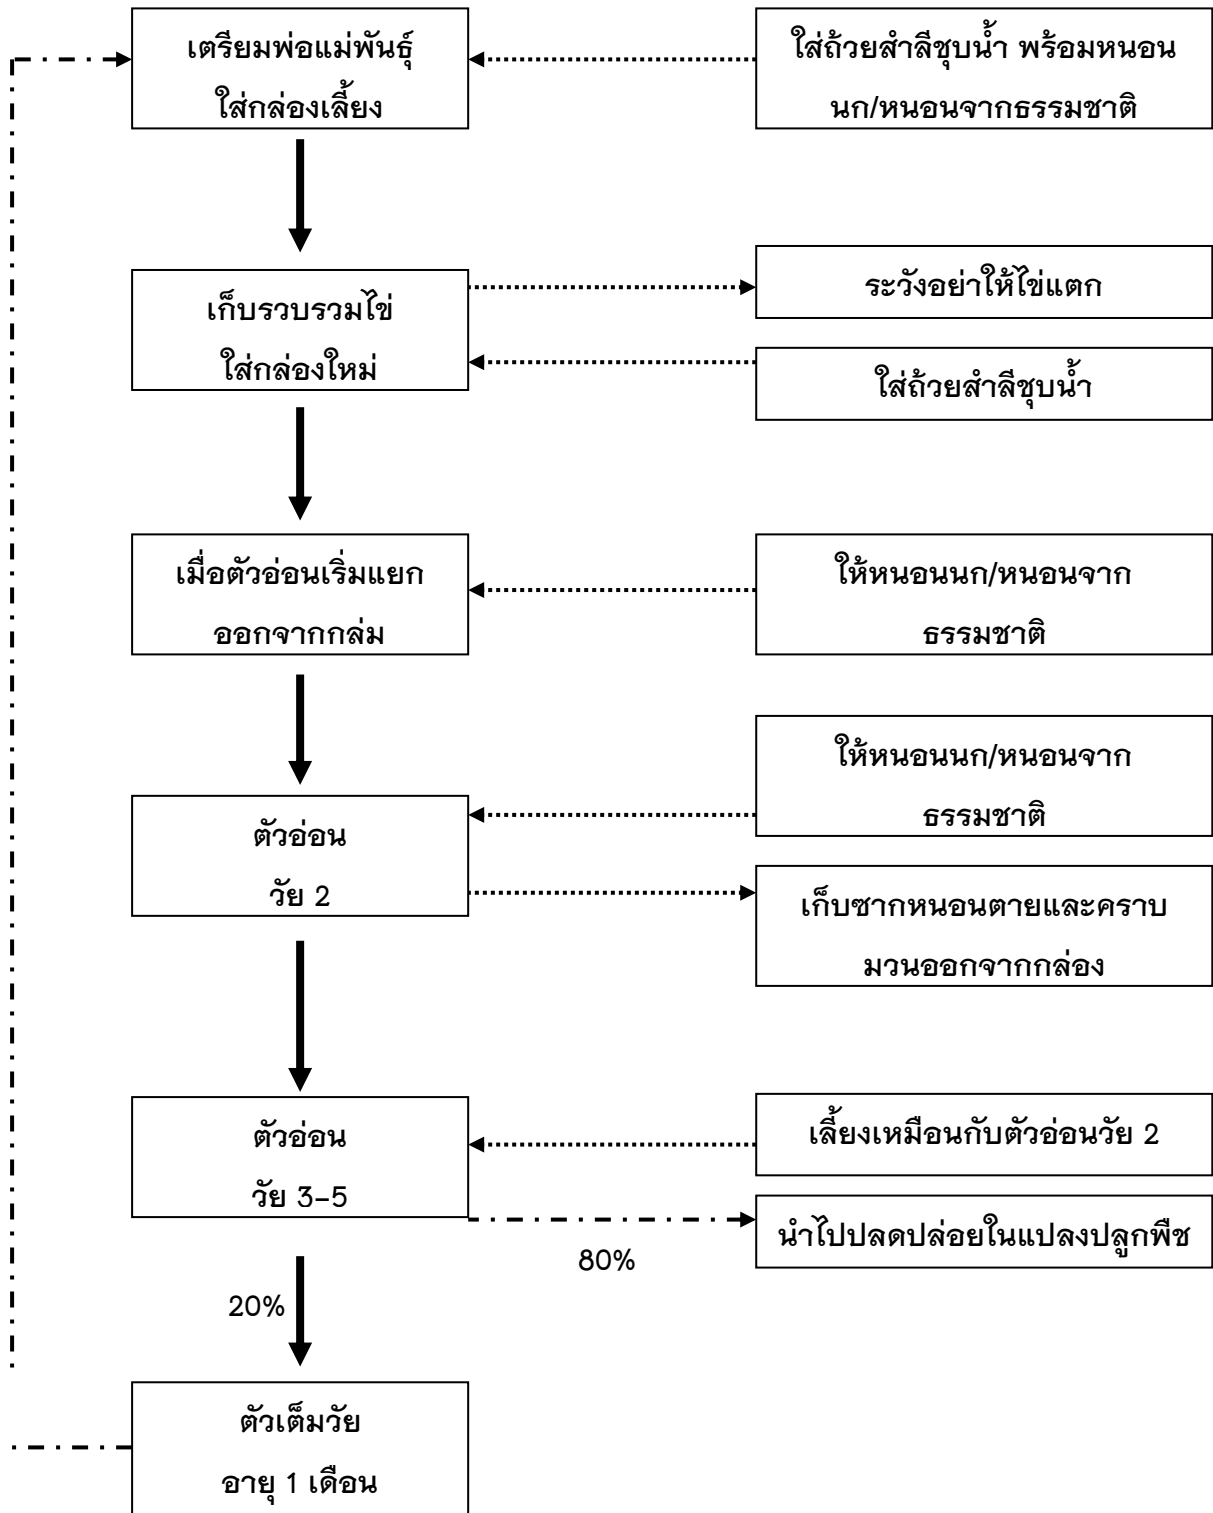 เตรียมพ่อแม่พันธุ์
ใส่กล่องเลี้ยง
ใส่ถ้วยสำลีชุบน้ำ พร้อมหนอน
นก/หนอนจากธรรมชาติ
เก็บรวบรวมไข่
ใส่กล่องใหม่
ระวังอย่าให้ไข่แตก
ใส่ถ้วยสำลีชุบน้ำ
เมื่อตัวอ่อนเริ่มแยก
ออกจากกลุ่ม
ให้หนอนนก/หนอนจาก
ธรรมชาติ
ให้หนอนนก/หนอนจาก
ธรรมชาติ
ตัวอ่อน
วัย 2
เก็บซากหนอนตายและคราบ
มวนออกจากกล่อง
ตัวอ่อน
วัย 3-5
เลี้ยงเหมือนกับตัวอ่อนวัย 2
นำไปปลดปล่อยในแปลงปลูกพืช
80%
20%
ตัวเต็มวัย
อายุ 1 เดือน